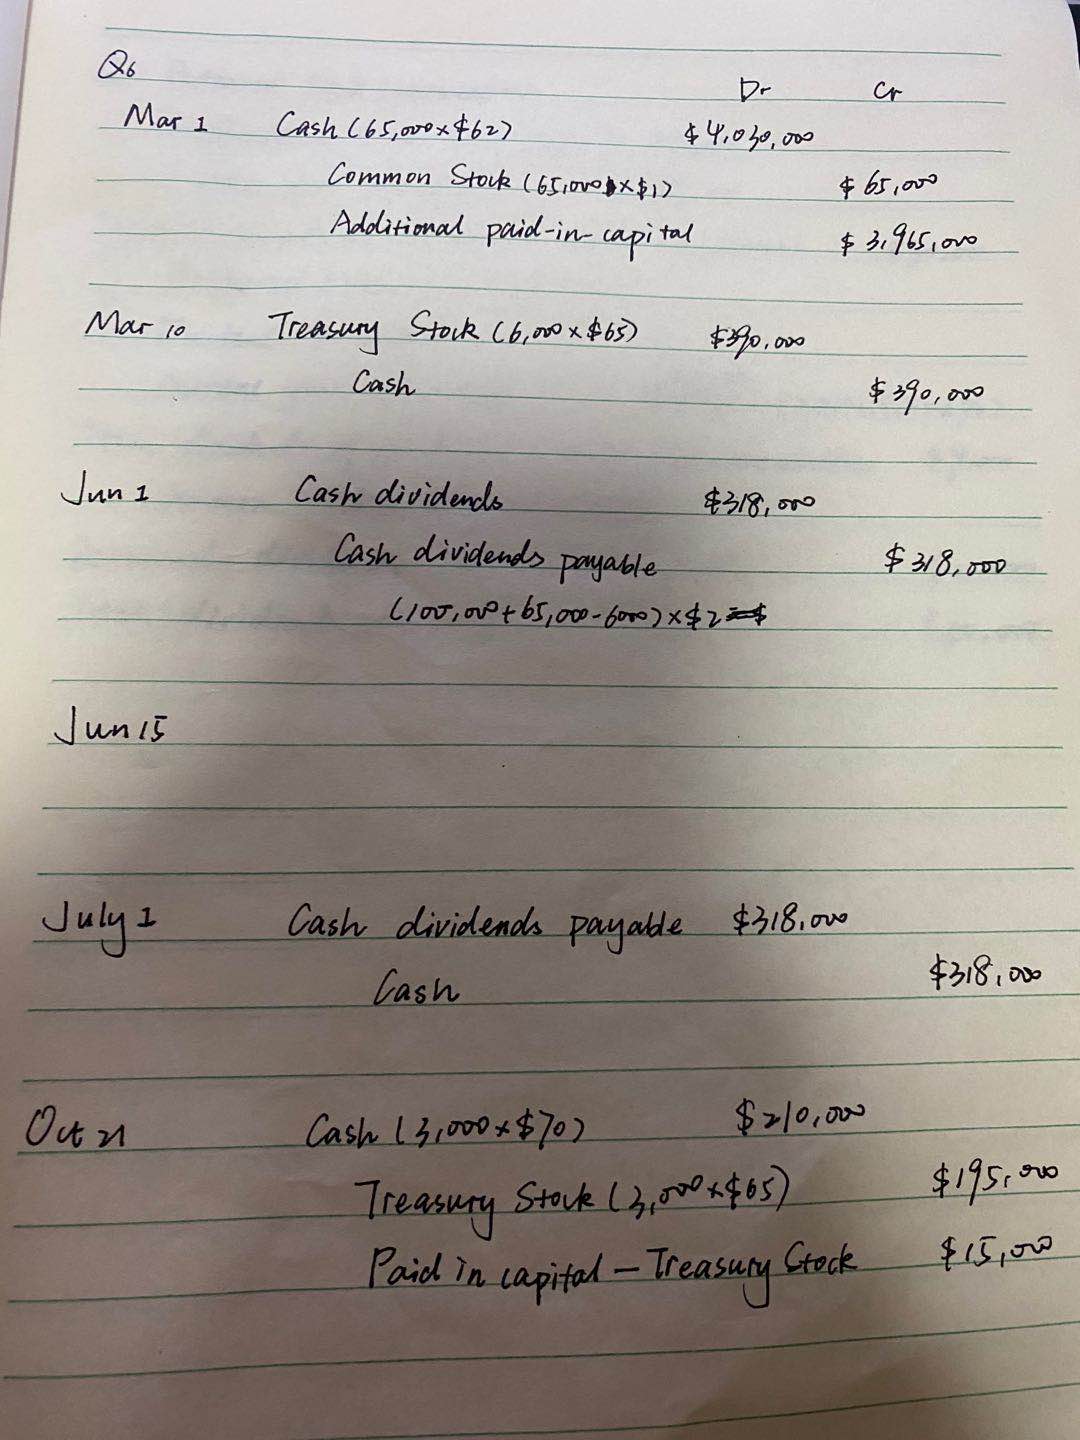 Q6
Dr Cr
Mar 1 Cash (65,000×$62) $4,030,000
Common Stock (65,000×$1) $65,000
Additional paid-in-capital $3,965,000
Mar 10 Treasury Stock (6,000×$65) $390,000
Cash $390,000
Jun 1 Cash dividends $318,000
Cash dividends payable $318,000
(100,000+65,000-6000)×$2
Jun 15
July 1 Cash dividends payable $318,000
Cash $318,000
Oct 21 Cash (3,000×$70) $210,000
Treasury Stock (3,000×$65) $195,000
Paid in capital – Treasury Stock $15,000